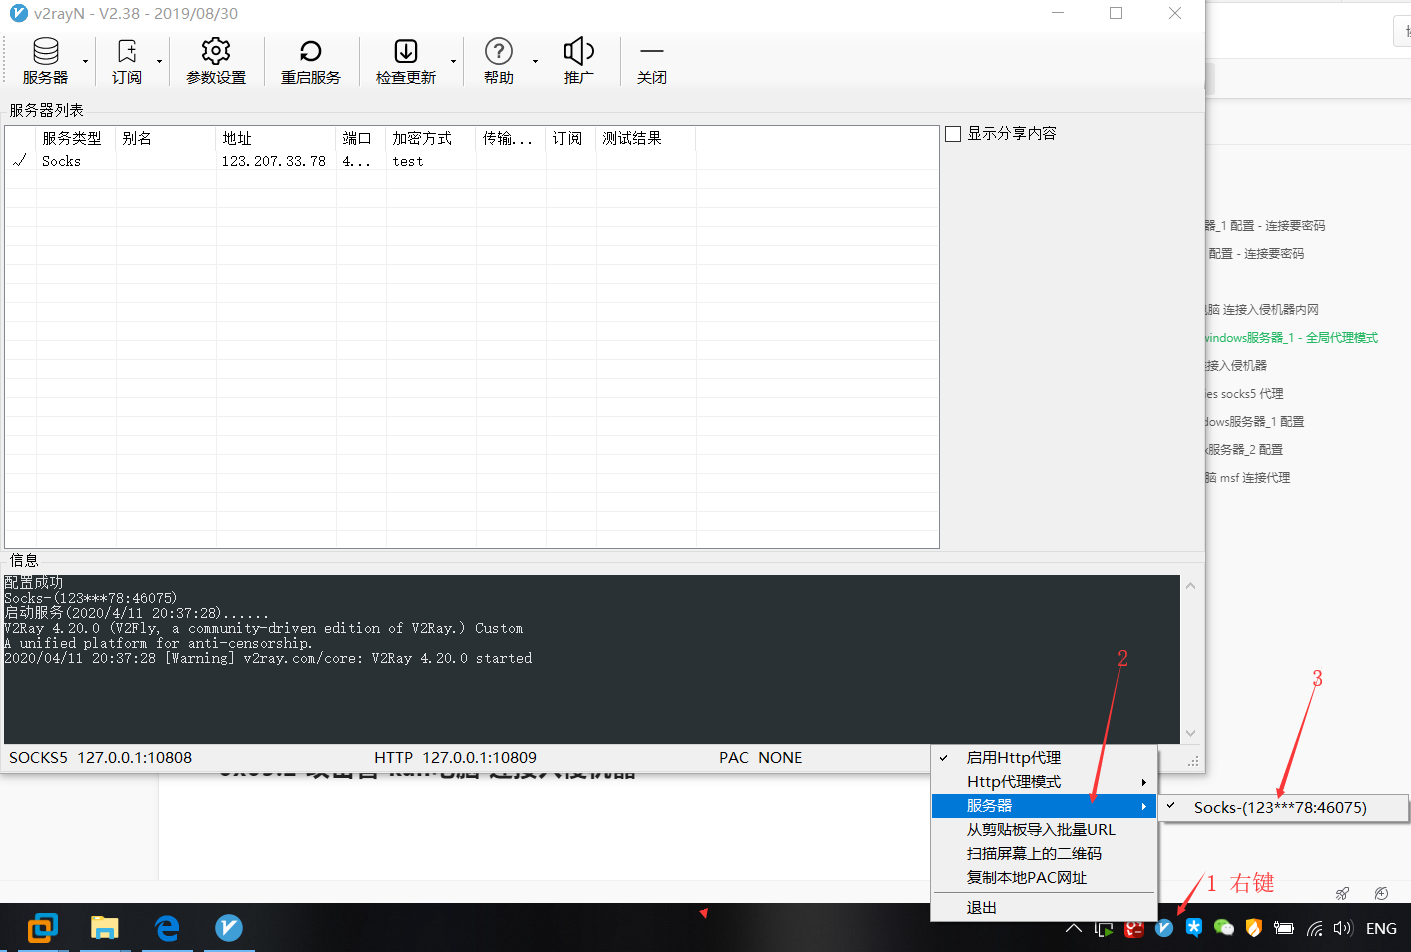 v2rayN - V2.38 - 2019/08/30
服务器 订阅 参数设置 重启服务 检查更新 帮助 推广 关闭
服务器列表
服务类型 别名 地址 端口 加密方式 传输... 订阅 测试结果
Socks 123.207.33.78 4... test
显示分享内容
器_1 配置 - 连接要密码
配置 - 连接要密码
脑 连接入侵机器内网
windows服务器_1 - 全局代理模式
接入侵机器
ies socks5 代理
dows服务器_1 配置
服务器_2 配置
脑 msf 连接代理
信息
配置成功
Socks-(123***78:46075)
启动服务(2020/4/11 20:37:28)......
V2Ray 4.20.0 (V2Fly, a community-driven edition of V2Ray.) Custom
A unified platform for anti-censorship.
2020/04/11 20:37:28 [Warning] v2ray.com/core: V2Ray 4.20.0 started
SOCKS5 127.0.0.1:10808 HTTP 127.0.0.1:10809 PAC NONE
启用Http代理
Http代理模式
服务器
从剪贴板导入批量URL
扫描屏幕上的二维码
复制本地PAC网址
退出
Socks-(123***78:46075)
2
3
1 右键
ENG